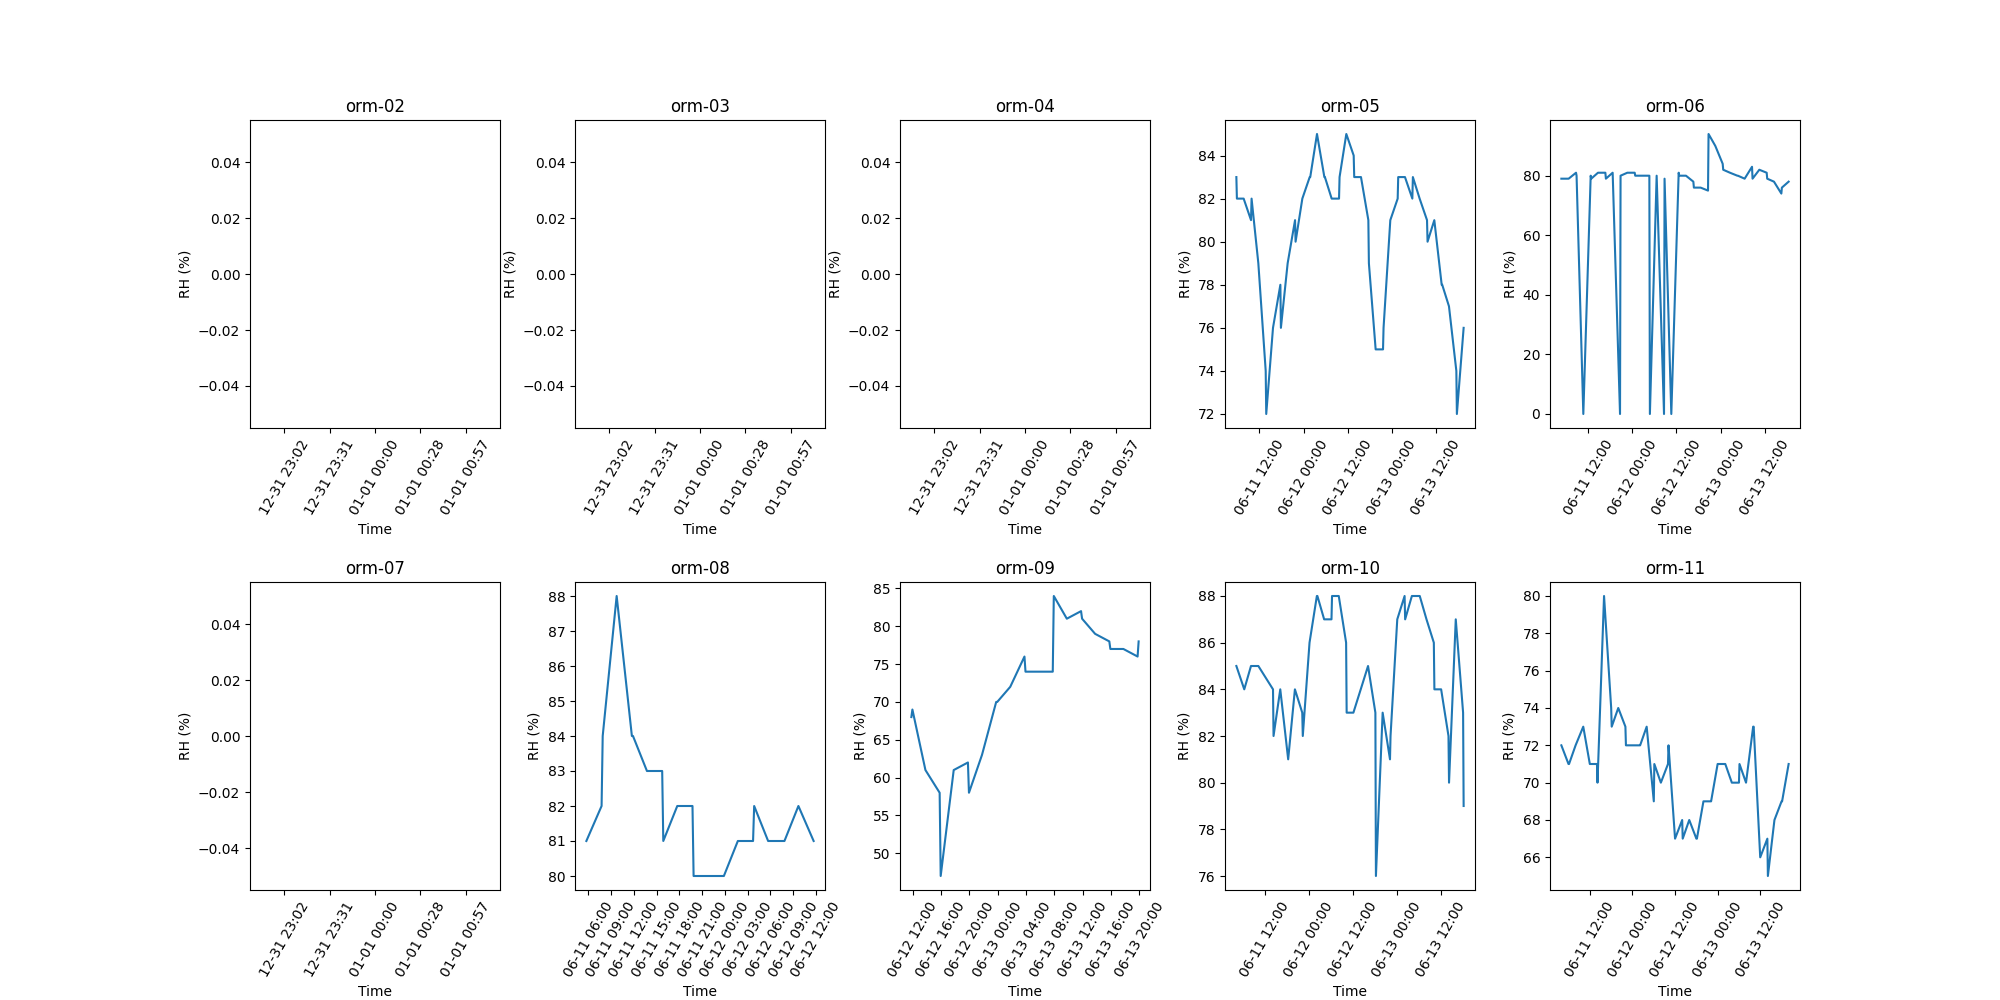 orm-02 orm-03 orm-04 orm-05 orm-06
RH (%) 0.04 0.02 0.00 −0.02 −0.04
12-31 23:02 12-31 23:31 01-01 00:00 01-01 00:28 01-01 00:57
Time
RH (%) 0.04 0.02 0.00 −0.02 −0.04
12-31 23:02 12-31 23:31 01-01 00:00 01-01 00:28 01-01 00:57
Time
RH (%) 0.04 0.02 0.00 −0.02 −0.04
12-31 23:02 12-31 23:31 01-01 00:00 01-01 00:28 01-01 00:57
Time
RH (%) 84 82 80 78 76 74 72
06-11 12:00 06-12 00:00 06-12 12:00 06-13 00:00 06-13 12:00
Time
RH (%) 80 60 40 20 0
06-11 12:00 06-12 00:00 06-12 12:00 06-13 00:00 06-13 12:00
Time
orm-07 orm-08 orm-09 orm-10 orm-11
RH (%) 0.04 0.02 0.00 −0.02 −0.04
12-31 23:02 12-31 23:31 01-01 00:00 01-01 00:28 01-01 00:57
Time
RH (%) 88 87 86 85 84 83 82 81 80
06-11 06:00 06-11 09:00 06-11 12:00 06-11 15:00 06-11 18:00 06-11 21:00 06-12 00:00 06-12 03:00 06-12 06:00 06-12 09:00 06-12 12:00
Time
RH (%) 85 80 75 70 65 60 55 50
06-12 12:00 06-12 16:00 06-12 20:00 06-13 00:00 06-13 04:00 06-13 08:00 06-13 12:00 06-13 16:00 06-13 20:00
Time
RH (%) 88 86 84 82 80 78 76
06-11 12:00 06-12 00:00 06-12 12:00 06-13 00:00 06-13 12:00
Time
RH (%) 80 78 76 74 72 70 68 66
06-11 12:00 06-12 00:00 06-12 12:00 06-13 00:00 06-13 12:00
Time